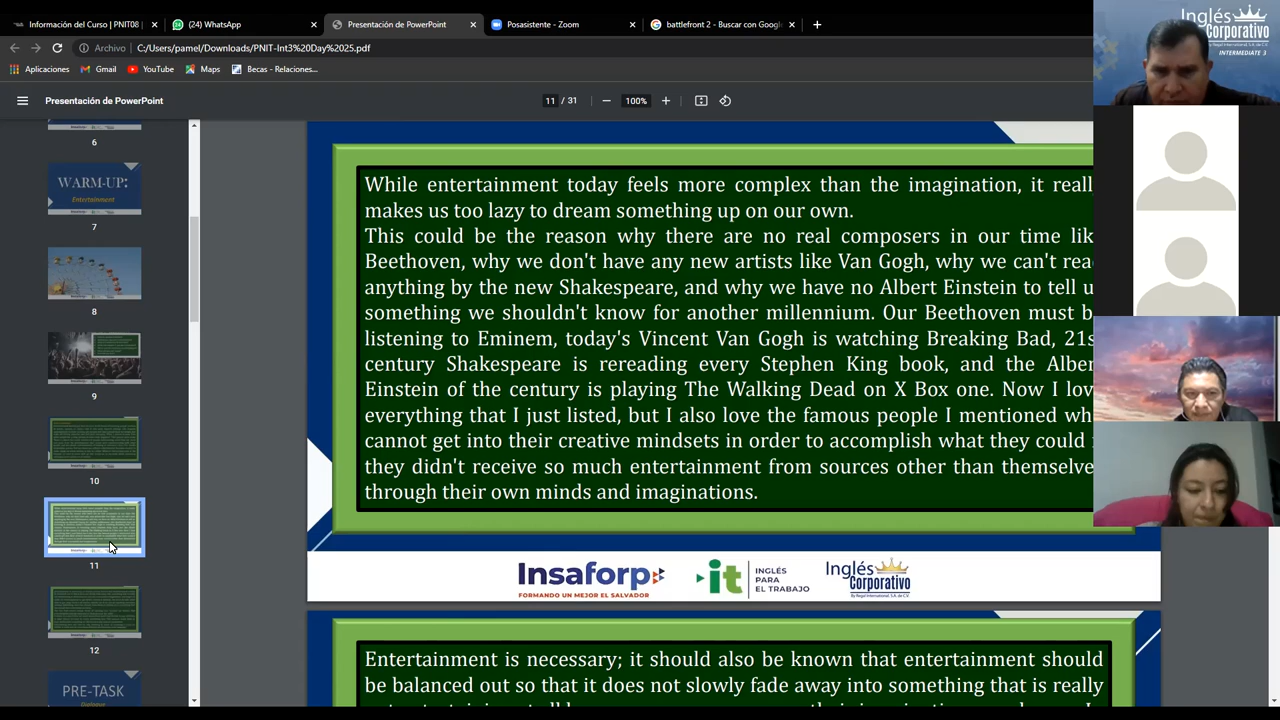 Información del Curso | PNIT08
(24) WhatsApp
Presentación de PowerPoint
Posasistente - Zoom
battlefront 2 - Buscar con Googl
Archivo
C:/Users/pamel/Downloads/PNIT-Int3%20Day%2025.pdf
Aplicaciones
Gmail
YouTube
Maps
Becas - Relaciones...
Presentación de PowerPoint
11 / 31
100%
6
WARM-UP:
Entertainment
7
8
9
10
11
12
PRE-TASK
Dialogue
While entertainment today feels more complex than the imagination, it reall
makes us too lazy to dream something up on our own.
This could be the reason why there are no real composers in our time lik
Beethoven, why we don't have any new artists like Van Gogh, why we can't rea
anything by the new Shakespeare, and why we have no Albert Einstein to tell u
something we shouldn't know for another millennium. Our Beethoven must b
listening to Eminem, today's Vincent Van Gogh is watching Breaking Bad, 21s
century Shakespeare is rereading every Stephen King book, and the Alber
Einstein of the century is playing The Walking Dead on X Box one. Now I lov
everything that I just listed, but I also love the famous people I mentioned wh
cannot get into their creative mindsets in order to accomplish what they could
they didn't receive so much entertainment from sources other than themselve
through their own minds and imaginations.
Insaforp
FORMANDO UN MEJOR EL SALVADOR
it
INGLÉS
PARA
EL TRABAJO
Inglés
Corporativo
By Regal International, S.A. de C.V.
Entertainment is necessary; it should also be known that entertainment should
be balanced out so that it does not slowly fade away into something that is really
Inglés
Corporativo
By Regal International, S.A. de C.V.
INTERMEDIATE 3